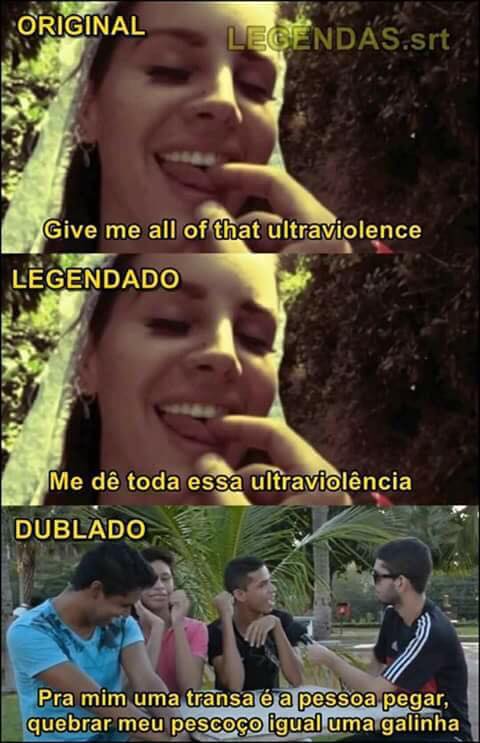 ORIGINAL
LEGENDAS.srt
Give me all of that ultraviolence
LEGENDADO
Me dê toda essa ultraviolência
DUBLADO
Pra mim uma transa é a pessoa pegar,
quebrar meu pescoço igual uma galinha